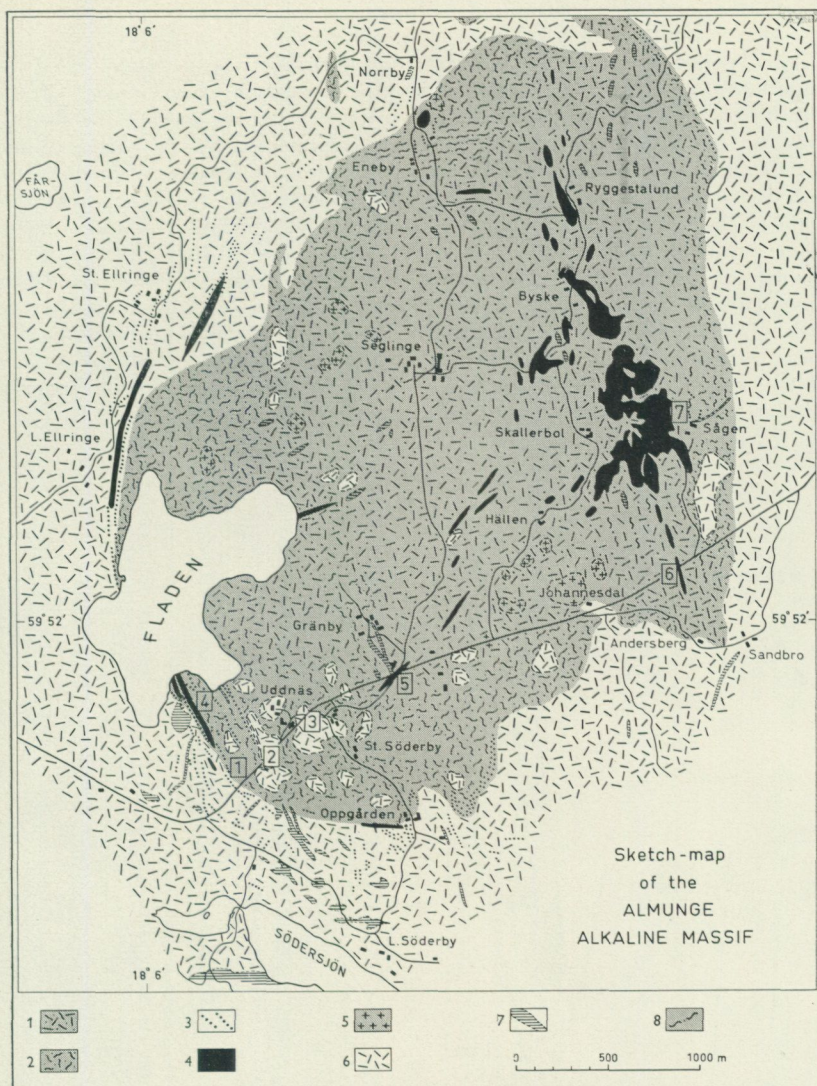 18° 6'
Norrby
FÅR-
SJÖN
Eneby
Ryggestalund
St. Ellringe
Byske
Seglinge
L. Ellringe
Skallerbol
7
Sågen
Hällen
FLADEN
6
Johannesdal
59° 52'
59° 52'
Gränby
Andersberg
Sandbro
5
Uddnäs
4
3
St. Söderby
2
1
Oppgården
Sketch-map
of the
ALMUNGE
ALKALINE MASSIF
L. Söderby
SÖDERSJÖN
18° 6'
1
3
5
7
8
2
4
6
0 500 1000 m